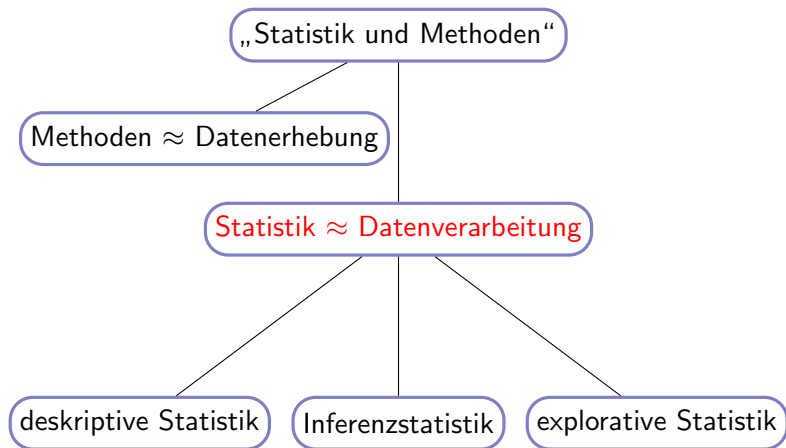 „Statistik und Methoden“
Methoden ≈ Datenerhebung
Statistik ≈ Datenverarbeitung
deskriptive Statistik
Inferenzstatistik
explorative Statistik